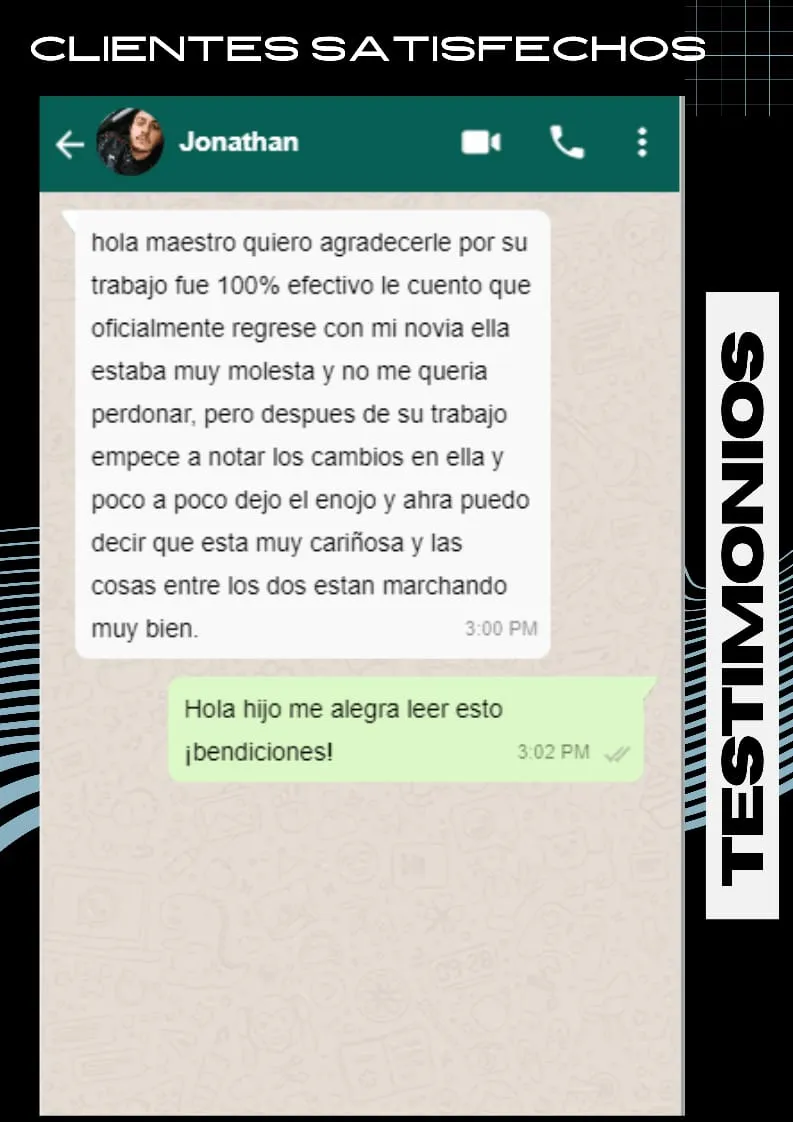 CLIENTES SATISFECHOS
Jonathan
hola maestro quiero agradecerle por su
trabajo fue 100% efectivo le cuento que
oficialmente regrese con mi novia ella
estaba muy molesta y no me queria
perdonar, pero despues de su trabajo
empece a notar los cambios en ella y
poco a poco dejo el enojo y ahra puedo
decir que esta muy cariñosa y las
cosas entre los dos estan marchando
muy bien.
3:00 PM
Hola hijo me alegra leer esto
¡bendiciones!
3:02 PM
TESTIMONIOS